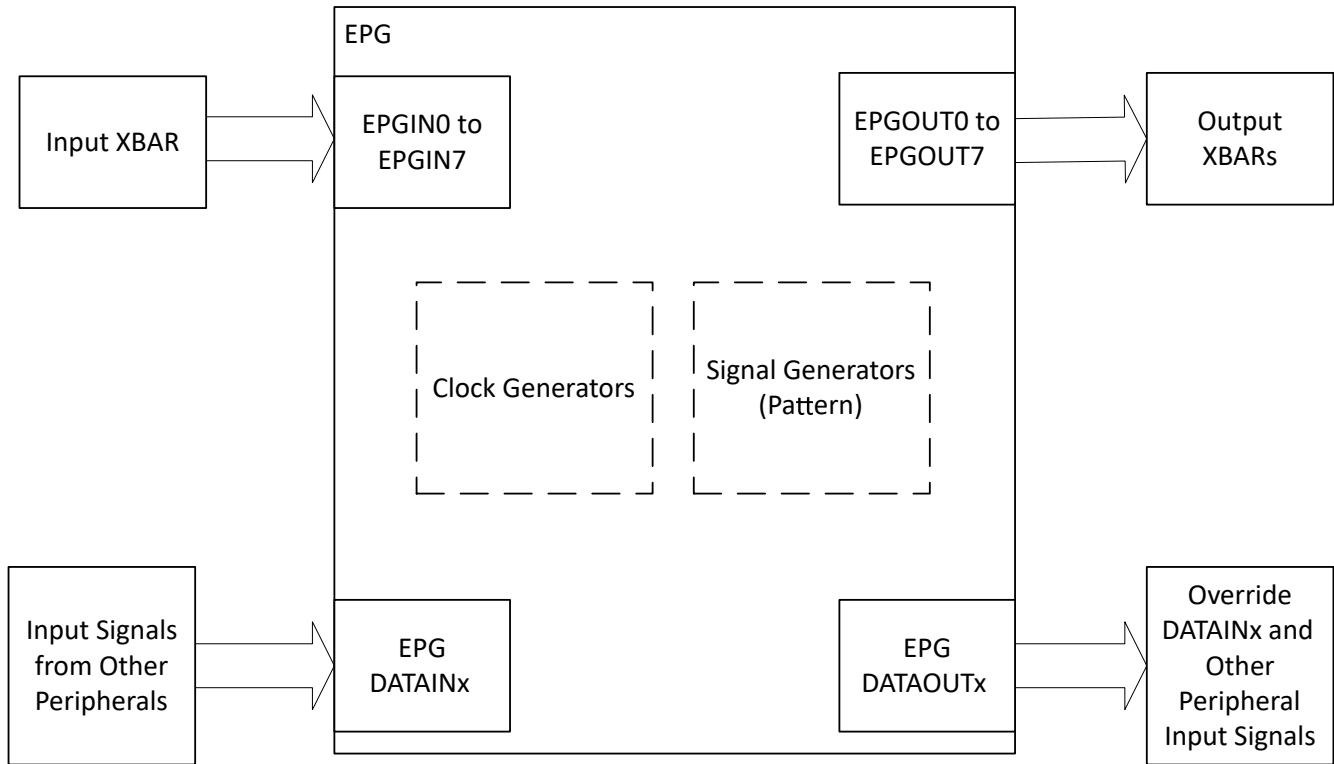 EPG
Input XBAR
EPGIN0 to
EPGIN7
EPGOUT0 to
EPGOUT7
Output
XBARs
Clock Generators
Signal Generators
(Pattern)
Input Signals
from Other
Peripherals
EPG
DATAINx
EPG
DATAOUTx
Override
DATAINx and
Other
Peripheral
Input Signals